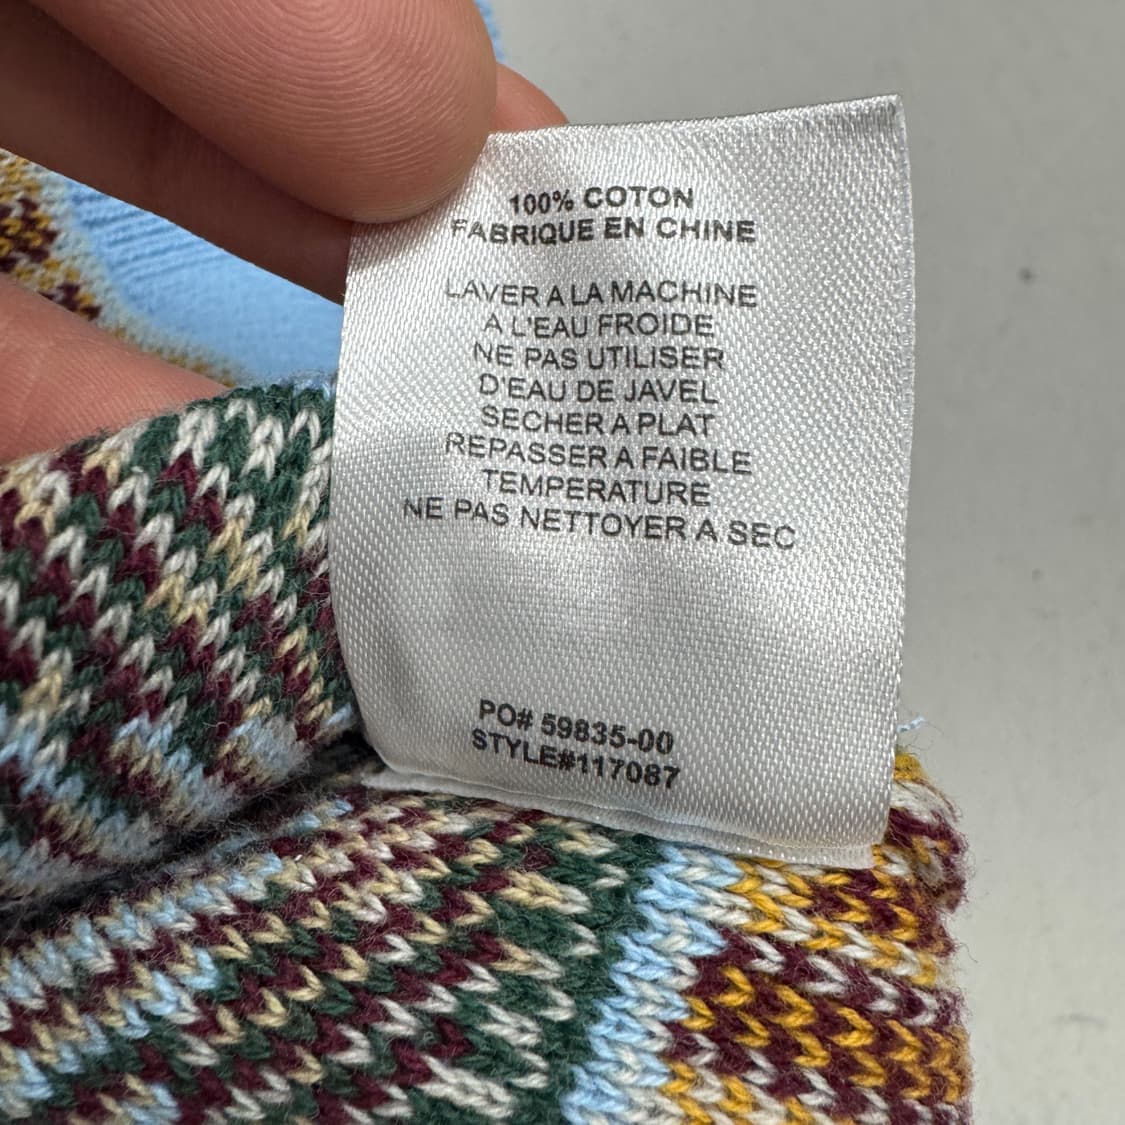 100% COTON
FABRIQUE EN CHINE
LAVER A LA MACHINE
A L'EAU FROIDE
NE PAS UTILISER
D'EAU DE JAVEL
SECHER A PLAT
REPASSER A FAIBLE
TEMPERATURE
NE PAS NETTOYER A SEC
PO# 59835-00
STYLE#117087